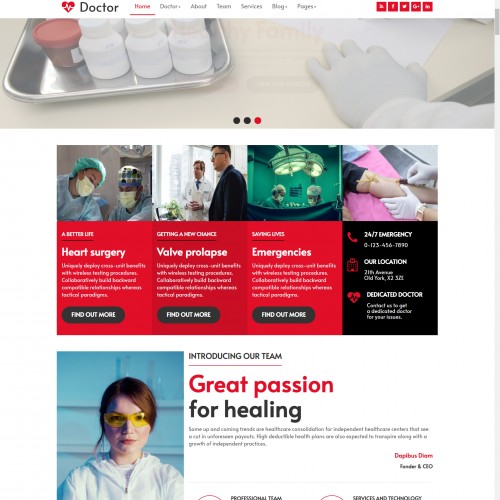 Doctor
Home Doctor About Team Services Blog Pages
Family
A BETTER LIFE
Heart surgery
Uniquely deploy cross-unit benefits
with wireless testing procedures.
Collaboratively build backward
compatible relationships whereas
tactical paradigms.
FIND OUT MORE
GETTING A NEW CHANCE
Valve prolapse
Uniquely deploy cross-unit benefits
with wireless testing procedures.
Collaboratively build backward
compatible relationships whereas
tactical paradigms.
FIND OUT MORE
SAVING LIVES
Emergencies
Uniquely deploy cross-unit benefits
with wireless testing procedures.
Collaboratively build backward
compatible relationships whereas
tactical paradigms.
FIND OUT MORE
24/7 EMERGENCY
0-123-456-7890
OUR LOCATION
21th Avenue
Old York, X2 3ZE
DEDICATED DOCTOR
Contact us to get
a dedicated doctor
for your issues.
INTRODUCING OUR TEAM
Great passion
for healing
Some up and coming trends are healthcare consolidation for independent healthcare centers that see
a cut in unforeseen payouts. High deductible health plans are also expected to transpire along with a
growth of independent practices.
Dapibus Diam
Fonder & CEO
PROFESSIONAL TEAM
SERVICES AND TECHNOLOGY